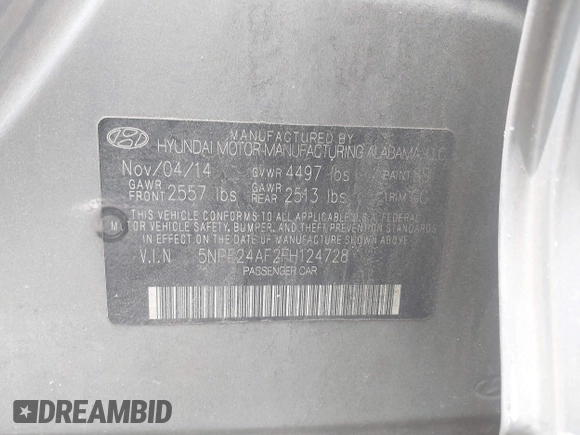 MANUFACTURED BY
HYUNDAI MOTOR MANUFACTURING ALABAMA, LLC
Nov/04/14 GVWR 4497 lbs PAINT
GAWR FRONT 2557 lbs GAWR REAR 2513 lbs TRIM
THIS VEHICLE CONFORMS TO ALL APPLICABLE U.S.A. FEDERAL
MOTOR VEHICLE SAFETY, BUMPER, AND THEFT PREVENTION STANDARDS
IN EFFECT ON THE DATE OF MANUFACTURE SHOWN ABOVE.
V.I.N 5NPE24AF2FH124728
PASSENGER CAR
DREAMBID